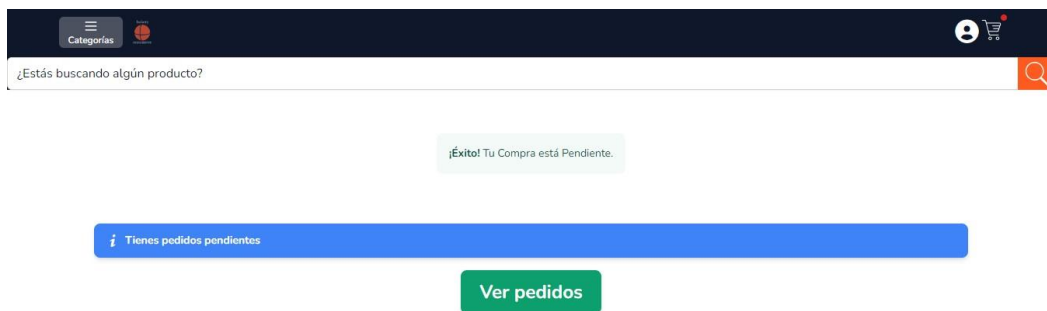 Categorías
¿Estás buscando algún producto?
¡Éxito! Tu Compra está Pendiente.
i Tienes pedidos pendientes
Ver pedidos